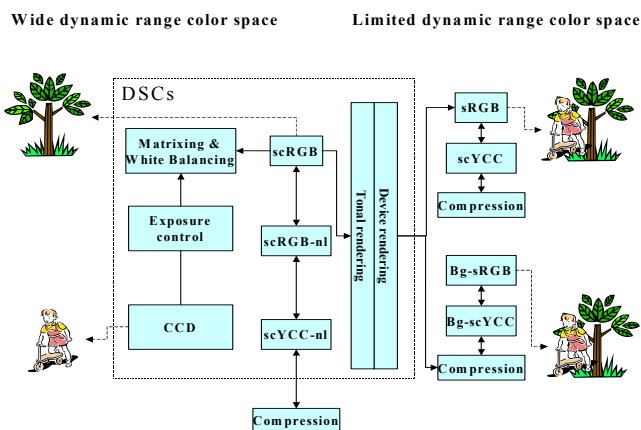 Wide dynamic range color space
Limited dynamic range color space
DSCs
Matrixing &
White Balancing
scRGB
Exposure
control
scRGB-nl
CCD
scYCC-nl
Compression
Tonal rendering
Device rendering
sRGB
scYCC
Compression
Bg-sRGB
Bg-scYCC
Compression